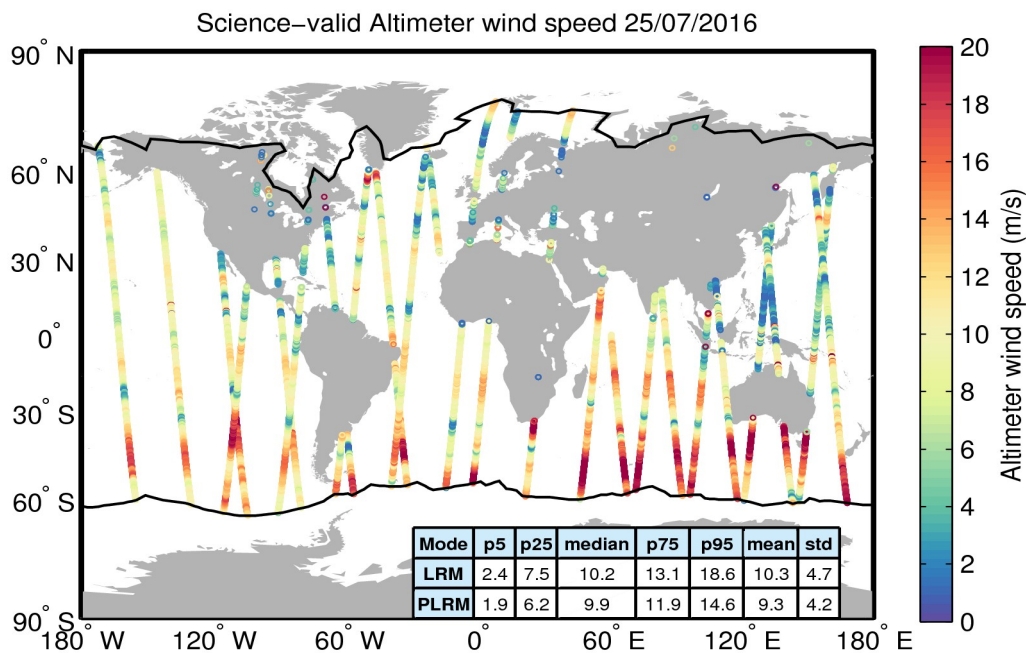 Science−valid Altimeter wind speed 25/07/2016
90° N
60° N
30° N
0°
30° S
60° S
90° S
180° W
120° W
60° W
0°
60° E
120° E
180° E
Mode p5 p25 median p75 p95 mean std
LRM 2.4 7.5 10.2 13.1 18.6 10.3 4.7
PLRM 1.9 6.2 9.9 11.9 14.6 9.3 4.2
20
18
16
14
12
10
8
6
4
2
0
Altimeter wind speed (m/s)